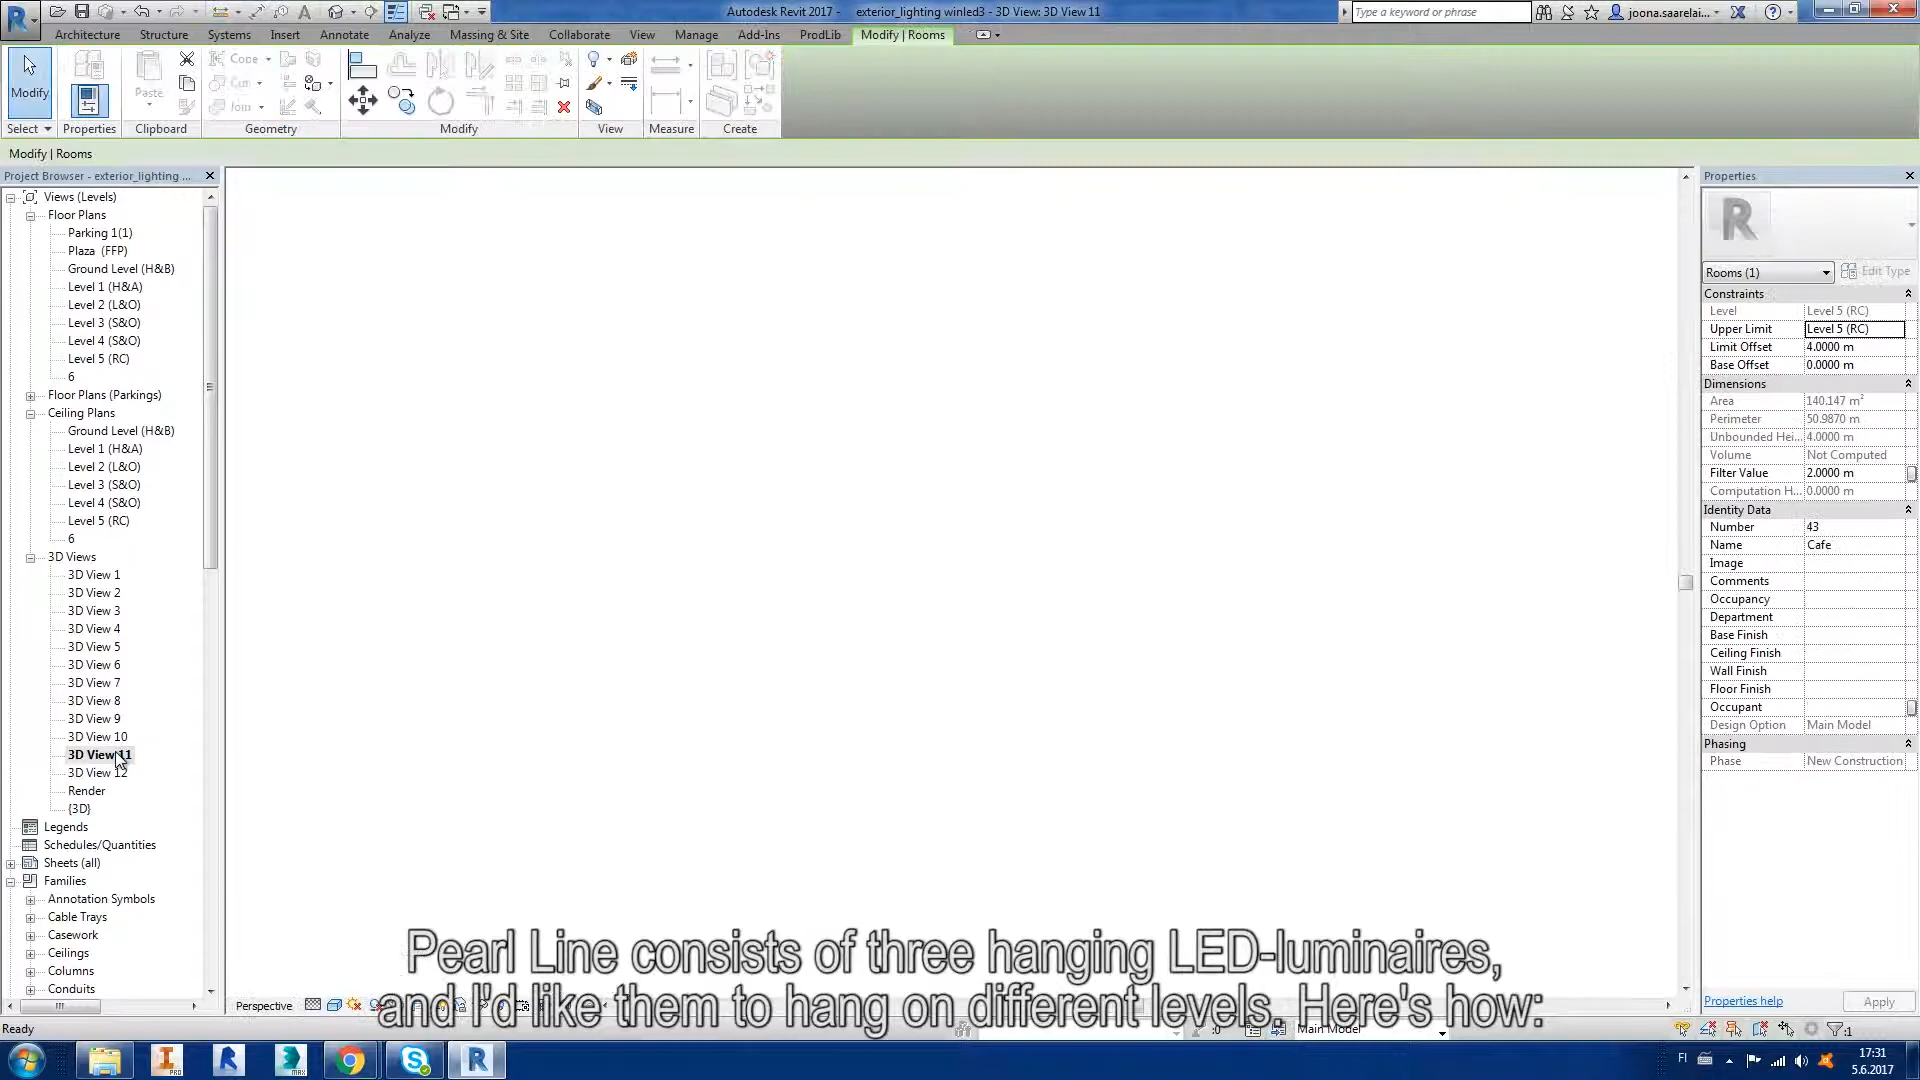 Autodesk Revit 2017 - exterior_lighting winled3 - 3D View: 3D View 11
Type a keyword or phrase
joona.saarelai...
Architecture Structure Systems Insert Annotate Analyze Massing & Site Collaborate View Manage Add-Ins ProdLib Modify | Rooms
Modify
Paste
Cope
Cut
Join
Select Properties Clipboard Geometry Modify View Measure Create
Modify | Rooms
Project Browser - exterior_lighting ...
Views (Levels)
Floor Plans
Parking 1(1)
Plaza (FFP)
Ground Level (H&B)
Level 1 (H&A)
Level 2 (L&O)
Level 3 (S&O)
Level 4 (S&O)
Level 5 (RC)
6
Floor Plans (Parkings)
Ceiling Plans
Ground Level (H&B)
Level 1 (H&A)
Level 2 (L&O)
Level 3 (S&O)
Level 4 (S&O)
Level 5 (RC)
6
3D Views
3D View 1
3D View 2
3D View 3
3D View 4
3D View 5
3D View 6
3D View 7
3D View 8
3D View 9
3D View 10
3D View 11
3D View 12
Render
{3D}
Legends
Schedules/Quantities
Sheets (all)
Families
Annotation Symbols
Cable Trays
Casework
Ceilings
Columns
Conduits
Properties
R
Rooms (1) Edit Type
Constraints
Level Level 5 (RC)
Upper Limit Level 5 (RC)
Limit Offset 4.0000 m
Base Offset 0.0000 m
Dimensions
Area 140.147 m²
Perimeter 50.9870 m
Unbounded Hei... 4.0000 m
Volume Not Computed
Filter Value 2.0000 m
Computation H... 0.0000 m
Identity Data
Number 43
Name Cafe
Image
Comments
Occupancy
Department
Base Finish
Ceiling Finish
Wall Finish
Floor Finish
Occupant
Design Option Main Model
Phasing
Phase New Construction
Properties help Apply
Perspective
Pearl Line consists of three hanging LED-luminaires,
and I'd like them to hang on different levels. Here's how:
Ready
:0
Main Model
:1
FI
17:31
5.6.2017